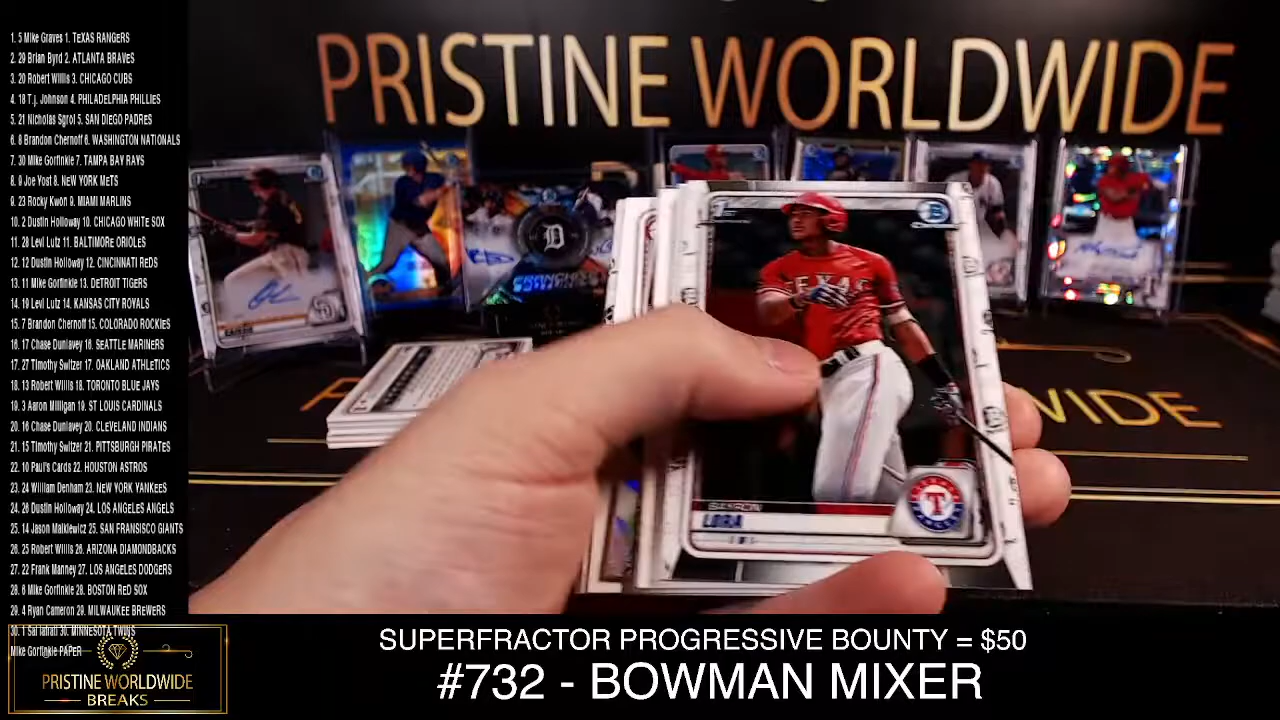 1. 5 Mike Graves 1. TEXAS RANGERS
2. 29 Brian Byrd 2. ATLANTA BRAVeS
3. 20 Robert Willis 3. CHICAGO CUBS
4. 18 T.j. Johnson 4. PHILADELPHIA PHILLIES
5. 21 Nicholas Sgroi 5. SAN DIEGO PADRES
6. 8 Brandon Chernoff 6. WASHINGTON NATIONALS
7. 30 Mike Gorfinkle 7. TAMPA BAY RAYS
8. 9 Joe Yost 8. NeW YORK MeTS
9. 23 Rocky Kwon 9. MIAMI MARLINS
10. 2 Dustin Holloway 10. CHICAGO WHITE SOX
11. 28 Levi Lutz 11. BALTIMORE ORIOLeS
12. 12 Dustin Holloway 12. CINCINNATI REDS
13. 11 Mike Gorfinkle 13. DETROIT TIGERS
14. 19 Levi Lutz 14. KANSAS CITY ROYALS
15. 7 Brandon Chernoff 15. COLORADO ROCKIeS
16. 17 Chase Dunlavey 16. SEATTLE MARINERS
17. 27 Timothy Switzer 17. OAKLAND ATHLeTICS
18. 13 Robert Willis 18. TORONTO BLUE JAYS
19. 3 Aaron Milligan 19. ST LOUIS CARDINALS
20. 16 Chase Dunlavey 20. CLEVELAND INDIANS
21. 15 Timothy Switzer 21. PITTSBURGH PIRATeS
22. 10 Paul's Cards 22. HOUSTON ASTROS
23. 24 William Denham 23. NEW YORK YANKEeS
24. 26 Dustin Holloway 24. LOS ANGELeS ANGELS
25. 14 Jason Malkiewicz 25. SAN FRANSISCO GIANTS
26. 25 Robert Willis 26. ARIZONA DIAMONDBACKS
27. 22 Frank Manney 27. LOS ANGELES DODGERS
28. 6 Mike Gorfinkle 28. BOSTON ReD SOX
29. 4 Ryan Cameron 29. MILWAUKEe BREWERS
30. MINNESOTA TWINS
Mike Gorfinkle PAPER
PRISTINE WORLDWIDE
BREAKS
PRISTINE WORLDWIDE
TEXAS
LORA
SUPERFRACTOR PROGRESSIVE BOUNTY = $50
#732 - BOWMAN MIXER